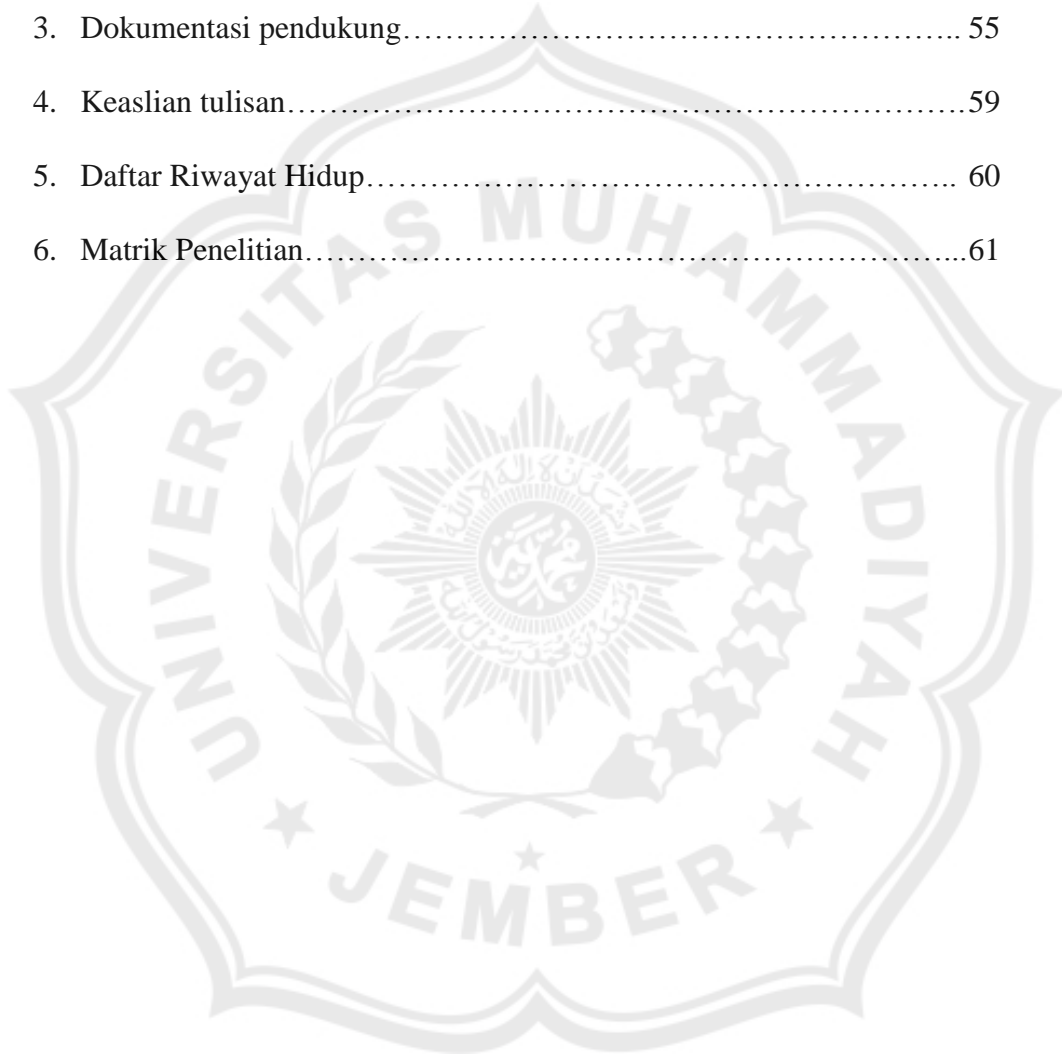 3. Dokumentasi pendukung……………………………………………….. 55
4. Keaslian tulisan…………………………………………………………59
5. Daftar Riwayat Hidup………………………………………………….. 60
6. Matrik Penelitian………………………………………………………...61
UNIVERSITAS MUHAMMADIYAH
JEMBER